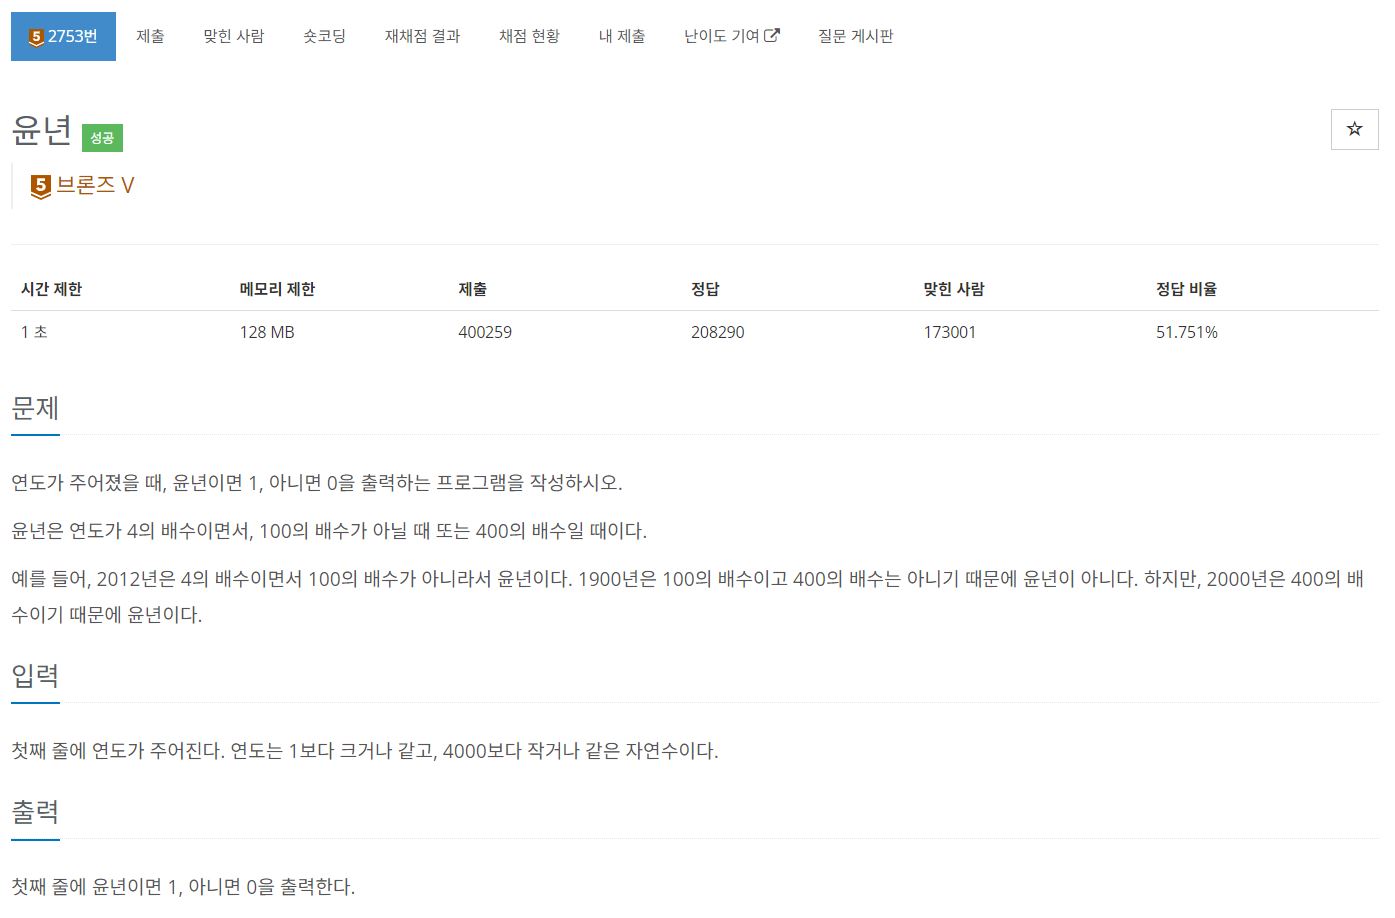 5 2753번 제출 맞힌 사람 숏코딩 재채점 결과 채점 현황 내 제출 난이도 기여 질문 게시판
윤년 성공
5 브론즈 V
시간 제한 메모리 제한 제출 정답 맞힌 사람 정답 비율
1 초 128 MB 400259 208290 173001 51.751%
문제
연도가 주어졌을 때, 윤년이면 1, 아니면 0을 출력하는 프로그램을 작성하시오.
윤년은 연도가 4의 배수이면서, 100의 배수가 아닐 때 또는 400의 배수일 때이다.
예를 들어, 2012년은 4의 배수이면서 100의 배수가 아니라서 윤년이다. 1900년은 100의 배수이고 400의 배수는 아니기 때문에 윤년이 아니다. 하지만, 2000년은 400의 배
수이기 때문에 윤년이다.
입력
첫째 줄에 연도가 주어진다. 연도는 1보다 크거나 같고, 4000보다 작거나 같은 자연수이다.
출력
첫째 줄에 윤년이면 1, 아니면 0을 출력한다.